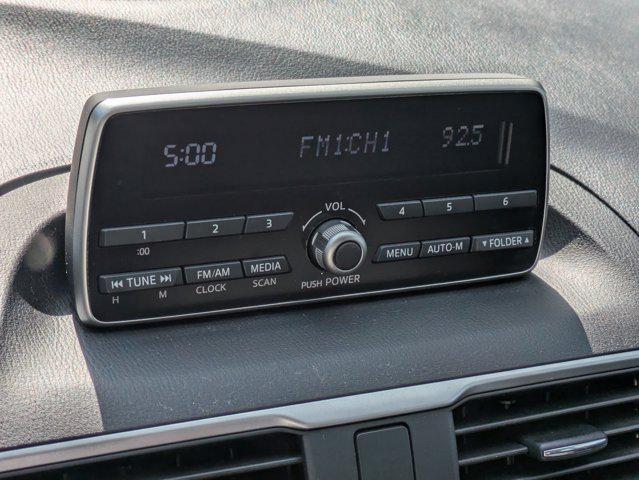 5:00 FM1:CH1 92.5
VOL
1 2 3 4 5 6
:00
⏮ TUNE ⏭ FM/AM MEDIA MENU AUTO-M ▼ FOLDER ▲
H M CLOCK SCAN PUSH POWER